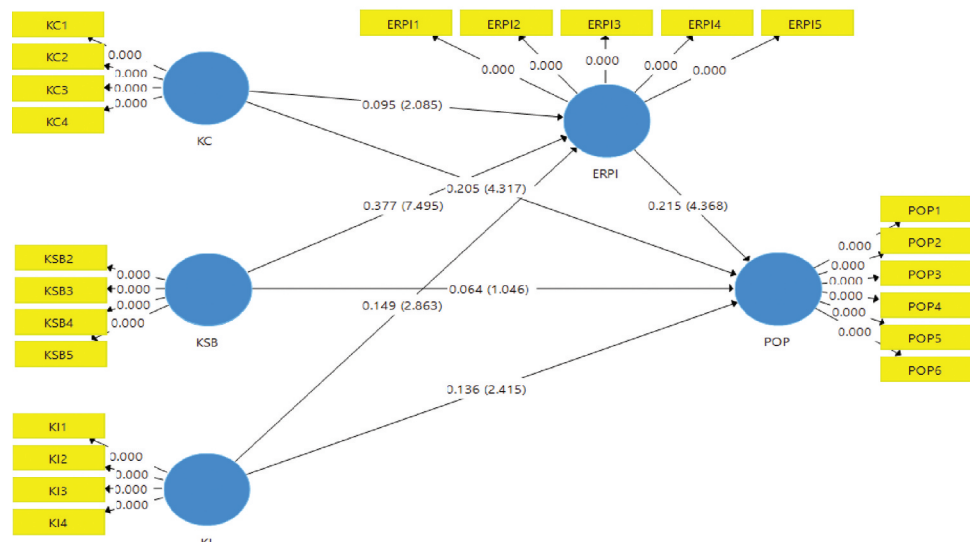 KC1
KC2
KC3
KC4
0.000
0.000
0.000
0.000
KC
ERPI1
ERPI2
ERPI3
ERPI4
ERPI5
0.000
0.000
0.000
0.000
0.000
ERPI
0.095 (2.085)
0.205 (4.317)
0.377 (7.495)
0.215 (4.368)
KSB2
KSB3
KSB4
KSB5
0.000
0.000
0.000
0.000
KSB
0.064 (1.046)
0.149 (2.863)
0.136 (2.415)
POP1
POP2
POP3
POP4
POP5
POP6
0.000
0.000
0.000
0.000
0.000
0.000
POP
KI1
KI2
KI3
KI4
0.000
0.000
0.000
0.000
KI